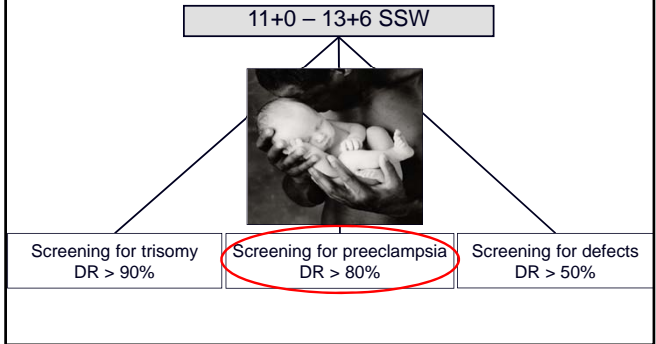 11+0 – 13+6 SSW
Screening for trisomy
DR > 90%
Screening for preeclampsia
DR > 80%
Screening for defects
DR > 50%